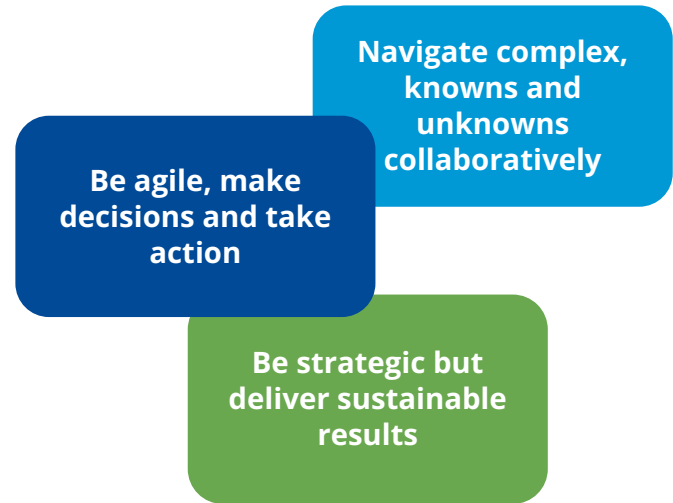 Navigate complex,
knowns and
unknowns
collaboratively
Be agile, make
decisions and take
action
Be strategic but
deliver sustainable
results